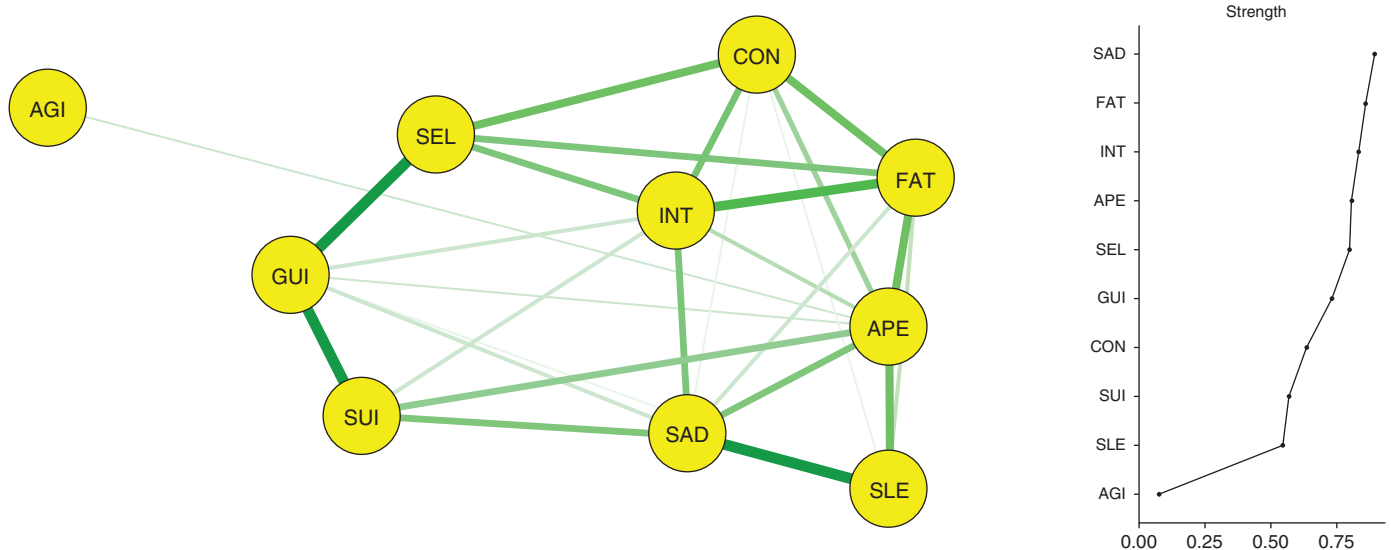 AGI
SEL
CON
FAT
INT
GUI
APE
SUI
SAD
SLE
Strength
SAD
FAT
INT
APE
SEL
GUI
CON
SUI
SLE
AGI
0.00 0.25 0.50 0.75